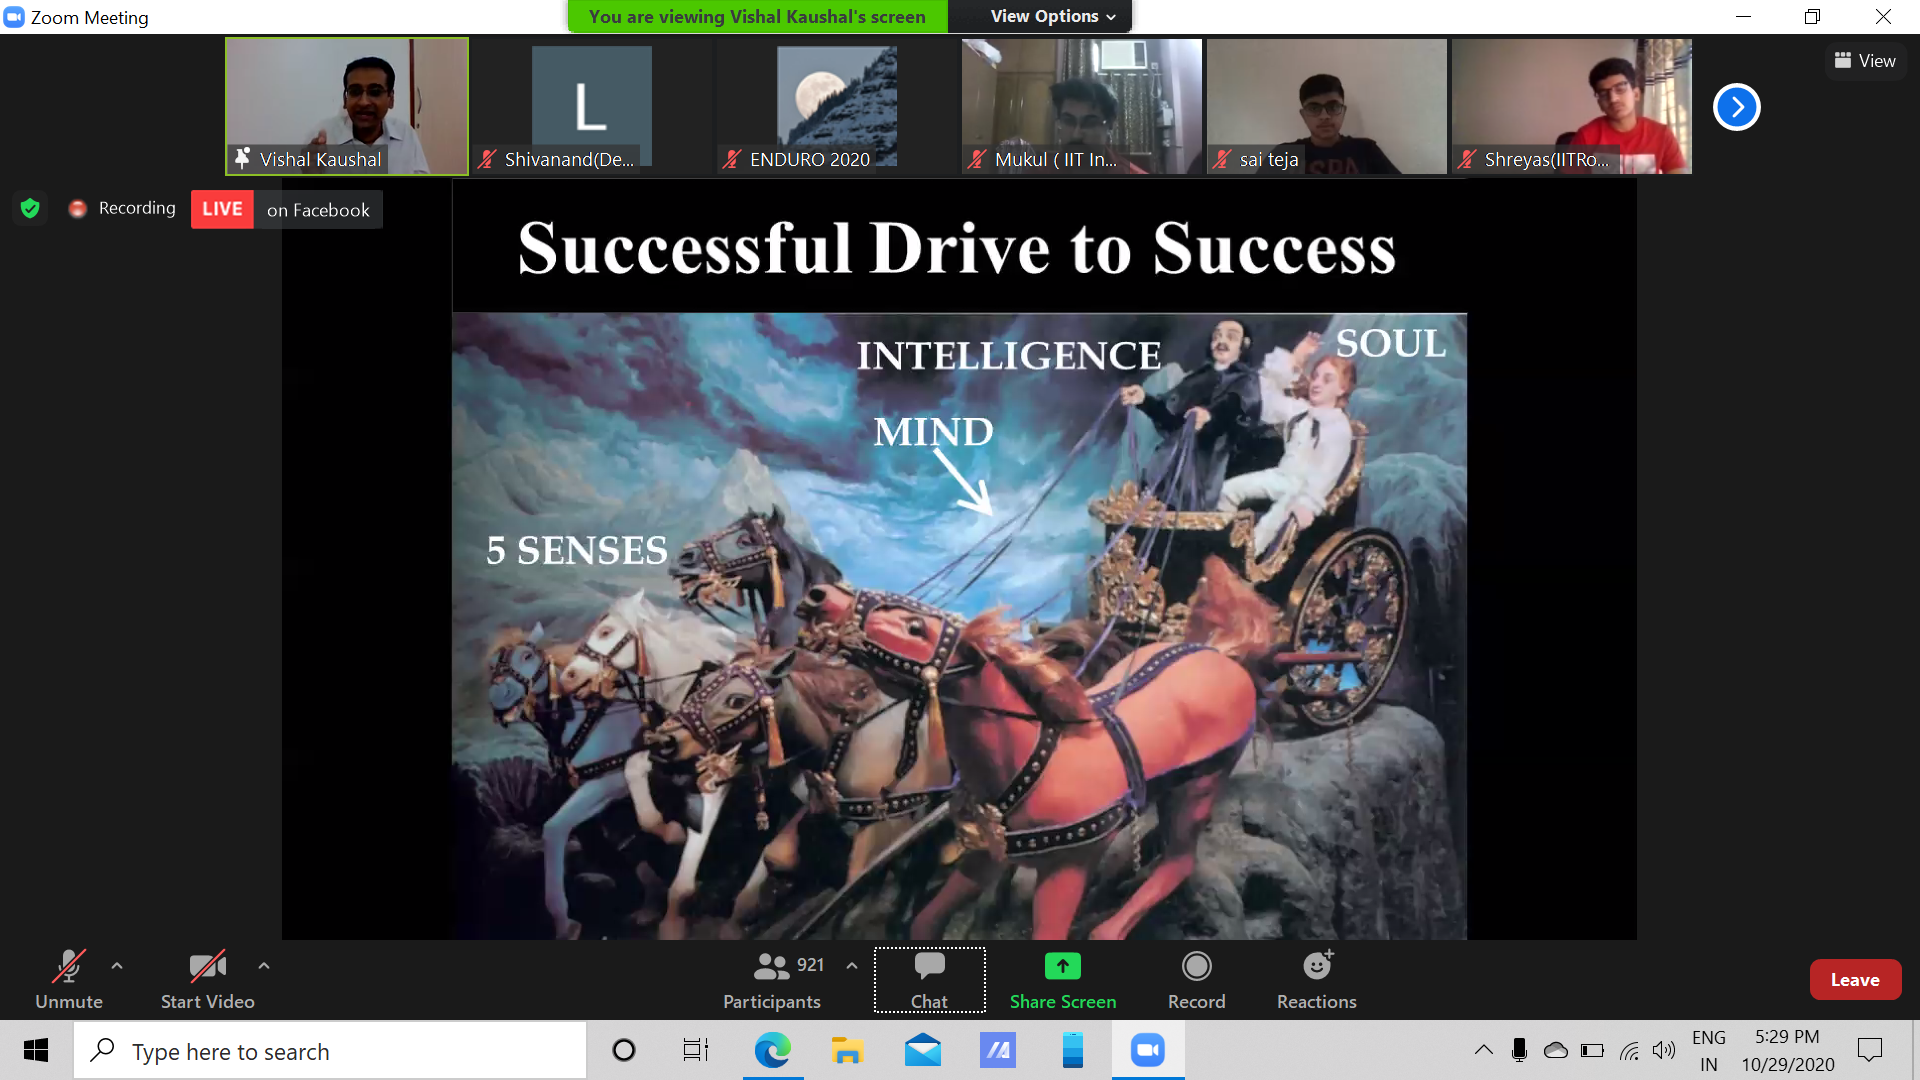 Zoom Meeting
You are viewing Vishal Kaushal's screen
View Options
View
L
Vishal Kaushal
Shivanand(De...
ENDURO 2020
Mukul ( IIT In...
sai teja
Shreyas(IITRo...
Recording
LIVE
on Facebook
Successful Drive to Success
INTELLIGENCE
SOUL
MIND
5 SENSES
Unmute
Start Video
921
Participants
Chat
Share Screen
Record
Reactions
Leave
Type here to search
ENG
IN
5:29 PM
10/29/2020